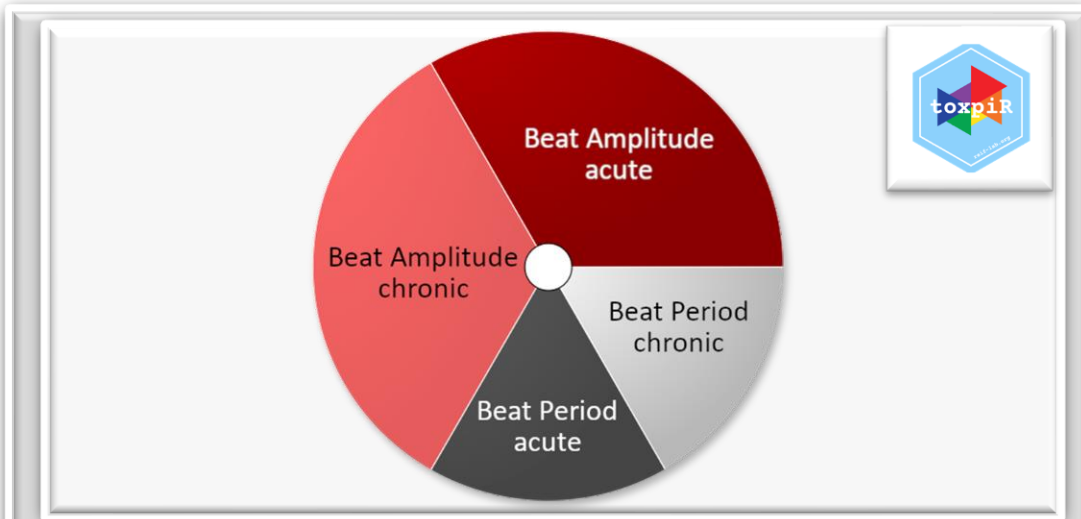 Beat Amplitude
acute
toxpiR
Beat Amplitude
chronic
Beat Period
chronic
Beat Period
acute